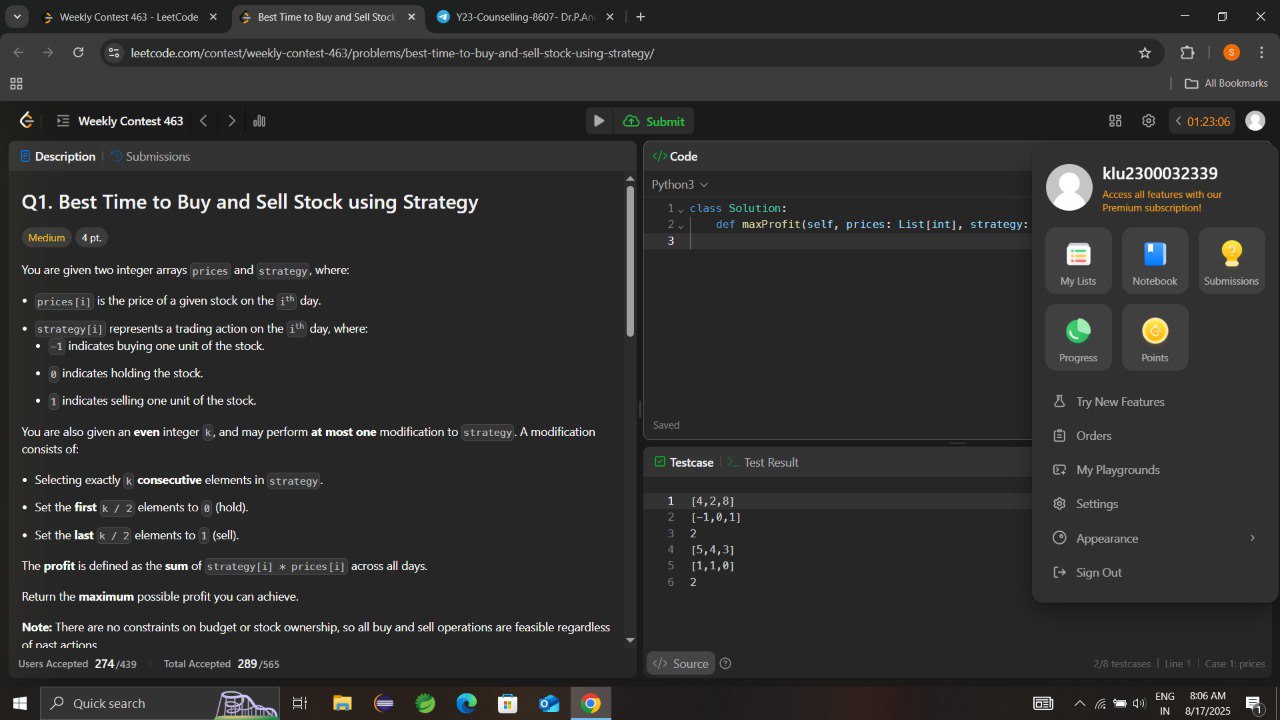 Weekly Contest 463 - LeetCode
Best Time to Buy and Sell Stock
Y23-Counselling-8607- Dr.P.An
leetcode.com/contest/weekly-contest-463/problems/best-time-to-buy-and-sell-stock-using-strategy/
S
All Bookmarks
Weekly Contest 463
Submit
01:23:06
Description
Submissions
Q1. Best Time to Buy and Sell Stock using Strategy
Medium
4 pt.
You are given two integer arrays prices and strategy, where:
• prices[i] is the price of a given stock on the ith day.
• strategy[i] represents a trading action on the ith day, where:
• -1 indicates buying one unit of the stock.
• 0 indicates holding the stock.
• 1 indicates selling one unit of the stock.
You are also given an even integer k, and may perform at most one modification to strategy. A modification
consists of:
• Selecting exactly k consecutive elements in strategy.
• Set the first k / 2 elements to 0 (hold).
• Set the last k / 2 elements to 1 (sell).
The profit is defined as the sum of strategy[i] * prices[i] across all days.
Return the maximum possible profit you can achieve.
Note: There are no constraints on budget or stock ownership, so all buy and sell operations are feasible regardless
of past actions.
Users Accepted 274/439
Total Accepted 289/565
</> Code
Python3
1 class Solution:
2 def maxProfit(self, prices: List[int], strategy:
3
Saved
Testcase
Test Result
1 [4,2,8]
2 [-1,0,1]
3 2
4 [5,4,3]
5 [1,1,0]
6 2
</> Source
2/8 testcases | Line 1 | Case 1: prices
klu2300032339
Access all features with our
Premium subscription!
My Lists
Notebook
Submissions
Progress
Points
Try New Features
Orders
My Playgrounds
Settings
Appearance
Sign Out
Quick search
ENG
IN
8:06 AM
8/17/2025
1